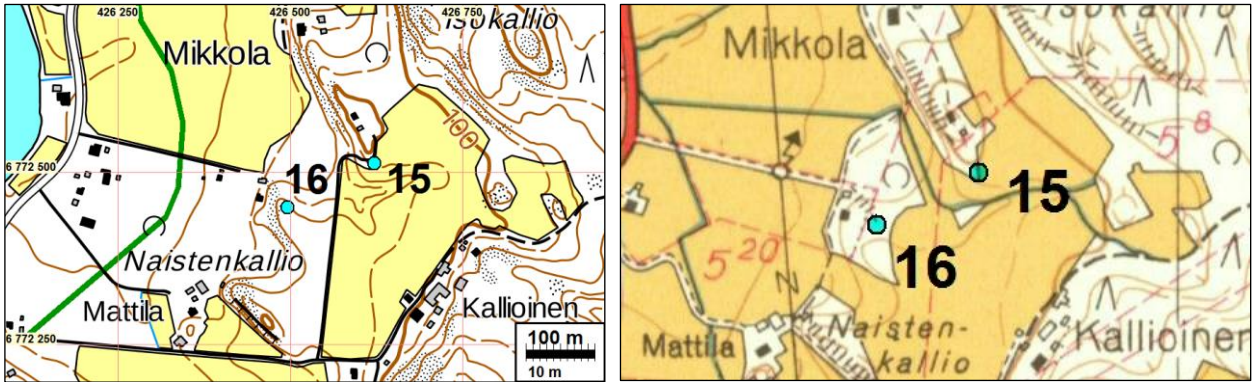 426 250
426 500
426 750
Isokallio
Mikkola
100
6 772 500
16
15
Naistenkallio
Mattila
Kallioinen
6 772 250
100 m
10 m
Mikkola
5 8
15
5 20
16
N
Naisten-
kallio
Mattila
Kallioinen